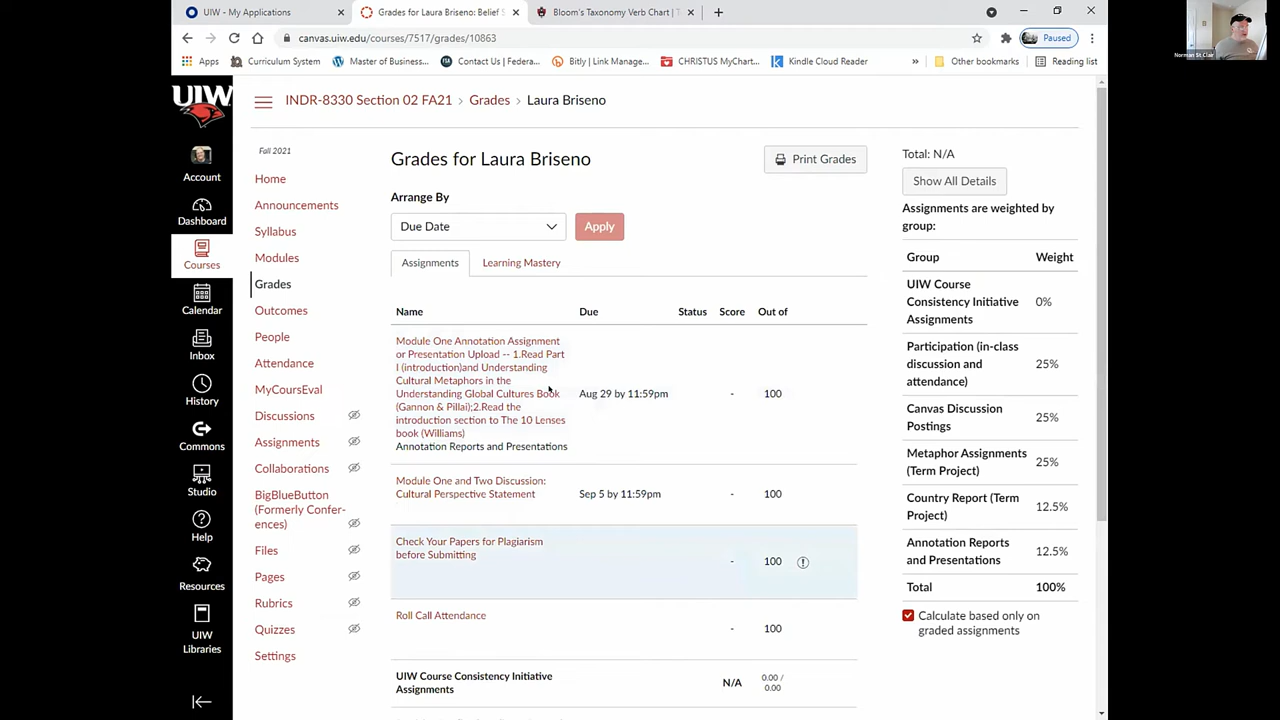 UIW - My Applications
Grades for Laura Briseno: Belief S
Bloom's Taxonomy Verb Chart | T
canvas.uiw.edu/courses/7517/grades/10863
Paused
Apps
Curriculum System
Master of Business...
Contact Us | Federa...
Bitly | Link Manage...
CHRISTUS MyChart...
Kindle Cloud Reader
»
Other bookmarks
Reading list
Norman St.Clair
UIW
Account
Dashboard
Courses
Calendar
Inbox
History
Commons
Studio
Help
Resources
UIW
Libraries
INDR-8330 Section 02 FA21 > Grades > Laura Briseno
Fall 2021
Home
Announcements
Syllabus
Modules
Grades
Outcomes
People
Attendance
MyCoursEval
Discussions
Assignments
Collaborations
BigBlueButton
(Formerly Confer-
ences)
Files
Pages
Rubrics
Quizzes
Settings
Grades for Laura Briseno
Print Grades
Arrange By
Due Date
Apply
Assignments
Learning Mastery
Name Due Status Score Out of
Module One Annotation Assignment
or Presentation Upload -- 1.Read Part
I (introduction)and Understanding
Cultural Metaphors in the
Understanding Global Cultures Book
(Gannon & Pillai);2.Read the
introduction section to The 10 Lenses
book (Williams)
Annotation Reports and Presentations
Aug 29 by 11:59pm - 100
Module One and Two Discussion:
Cultural Perspective Statement
Sep 5 by 11:59pm - 100
Check Your Papers for Plagiarism
before Submitting
- 100
Roll Call Attendance
- 100
UIW Course Consistency Initiative
Assignments
N/A
0.00 /
0.00
Total: N/A
Show All Details
Assignments are weighted by
group:
Group Weight
UIW Course
Consistency Initiative
Assignments
0%
Participation (in-class
discussion and
attendance)
25%
Canvas Discussion
Postings
25%
Metaphor Assignments
(Term Project)
25%
Country Report (Term
Project)
12.5%
Annotation Reports
and Presentations
12.5%
Total 100%
Calculate based only on
graded assignments